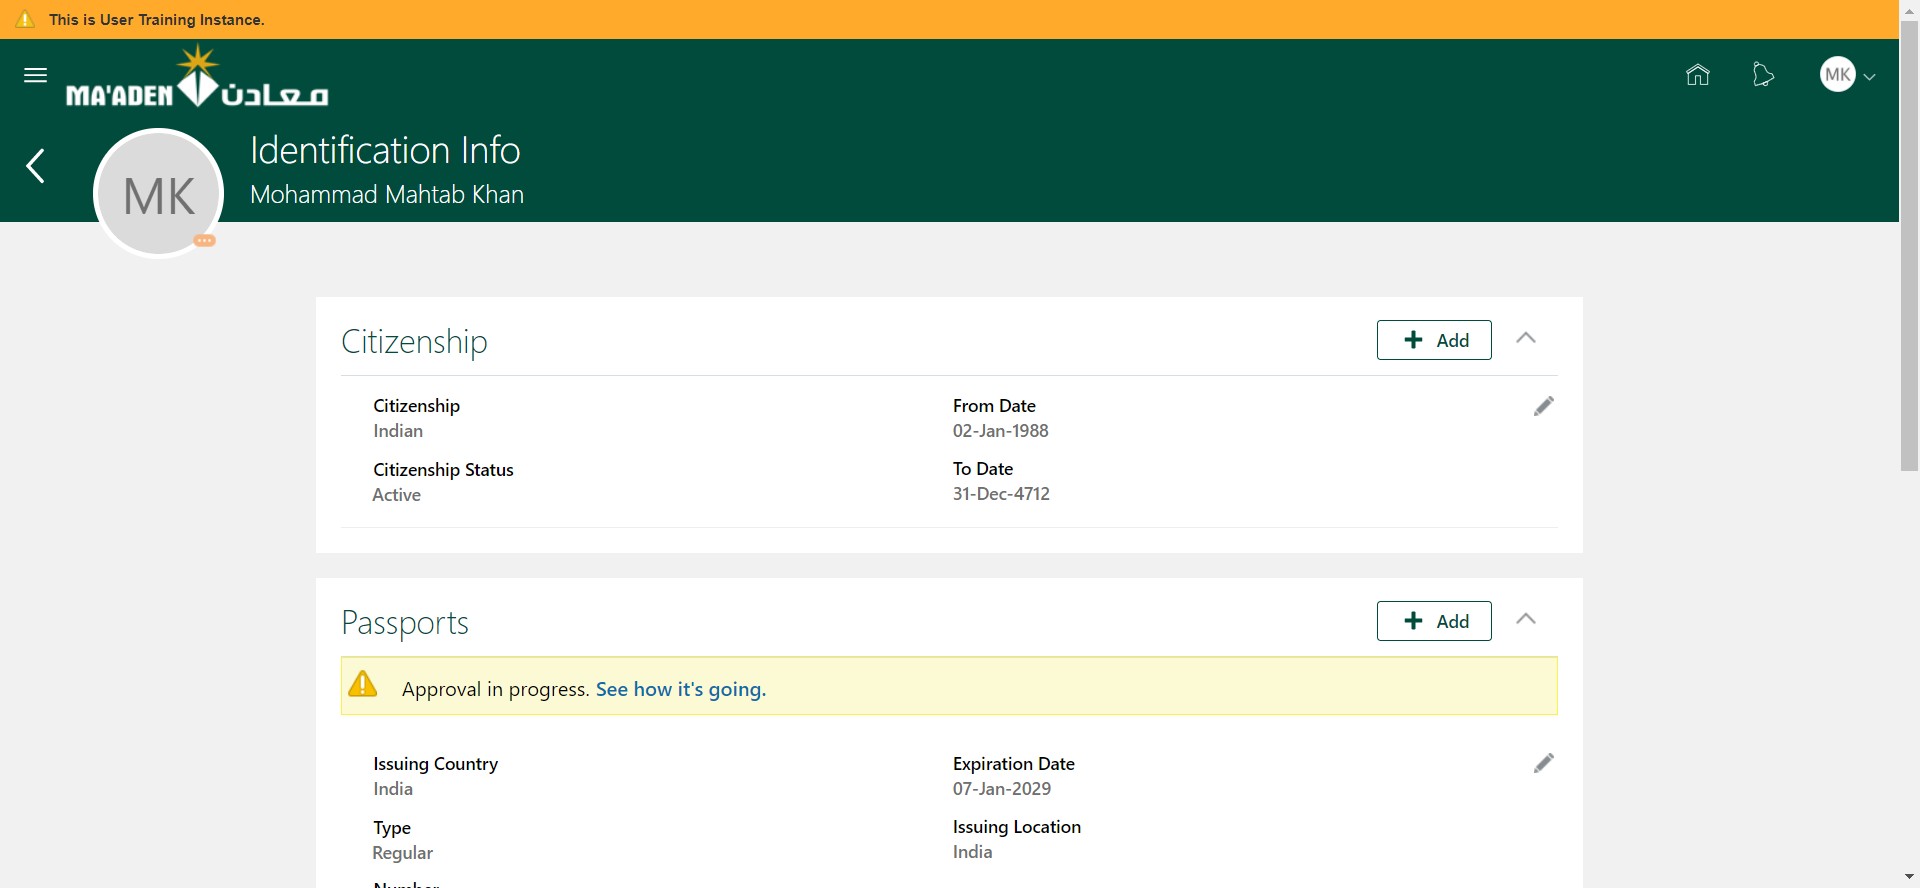 This is User Training Instance.
MA'ADEN معادن
MK
Identification Info
Mohammad Mahtab Khan
MK
Citizenship
Add
Citizenship
Indian
From Date
02-Jan-1988
Citizenship Status
Active
To Date
31-Dec-4712
Passports
Add
Approval in progress. See how it's going.
Issuing Country
India
Expiration Date
07-Jan-2029
Type
Regular
Issuing Location
India